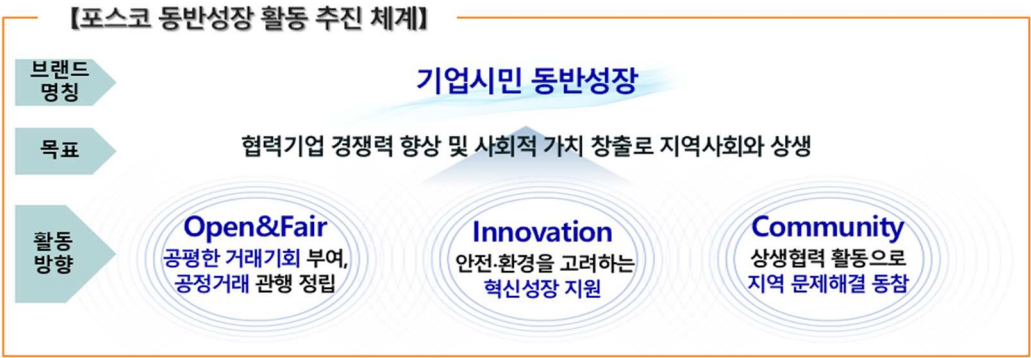 【포스코 동반성장 활동 추진 체계】
브랜드
명칭
기업시민 동반성장
목표
협력기업 경쟁력 향상 및 사회적 가치 창출로 지역사회와 상생
활동
방향
Open&Fair
공평한 거래기회 부여,
공정거래 관행 정립
Innovation
안전·환경을 고려하는
혁신성장 지원
Community
상생협력 활동으로
지역 문제해결 동참